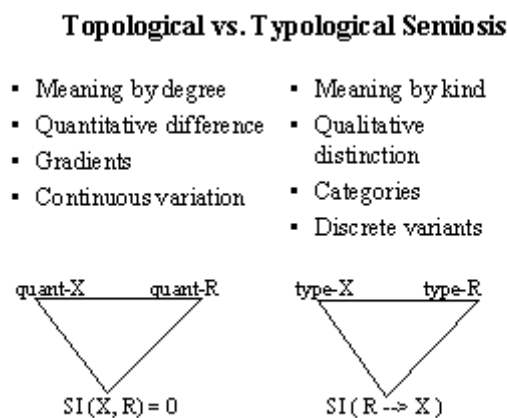 Topological vs. Typological Semiosis
▪ Meaning by degree
▪ Quantitative difference
▪ Gradients
▪ Continuous variation
▪ Meaning by kind
▪ Qualitative
distinction
▪ Categories
▪ Discrete variants
quant-X quant-R
SI (X, R) = 0
type-X type-R
SI ( R --> X )